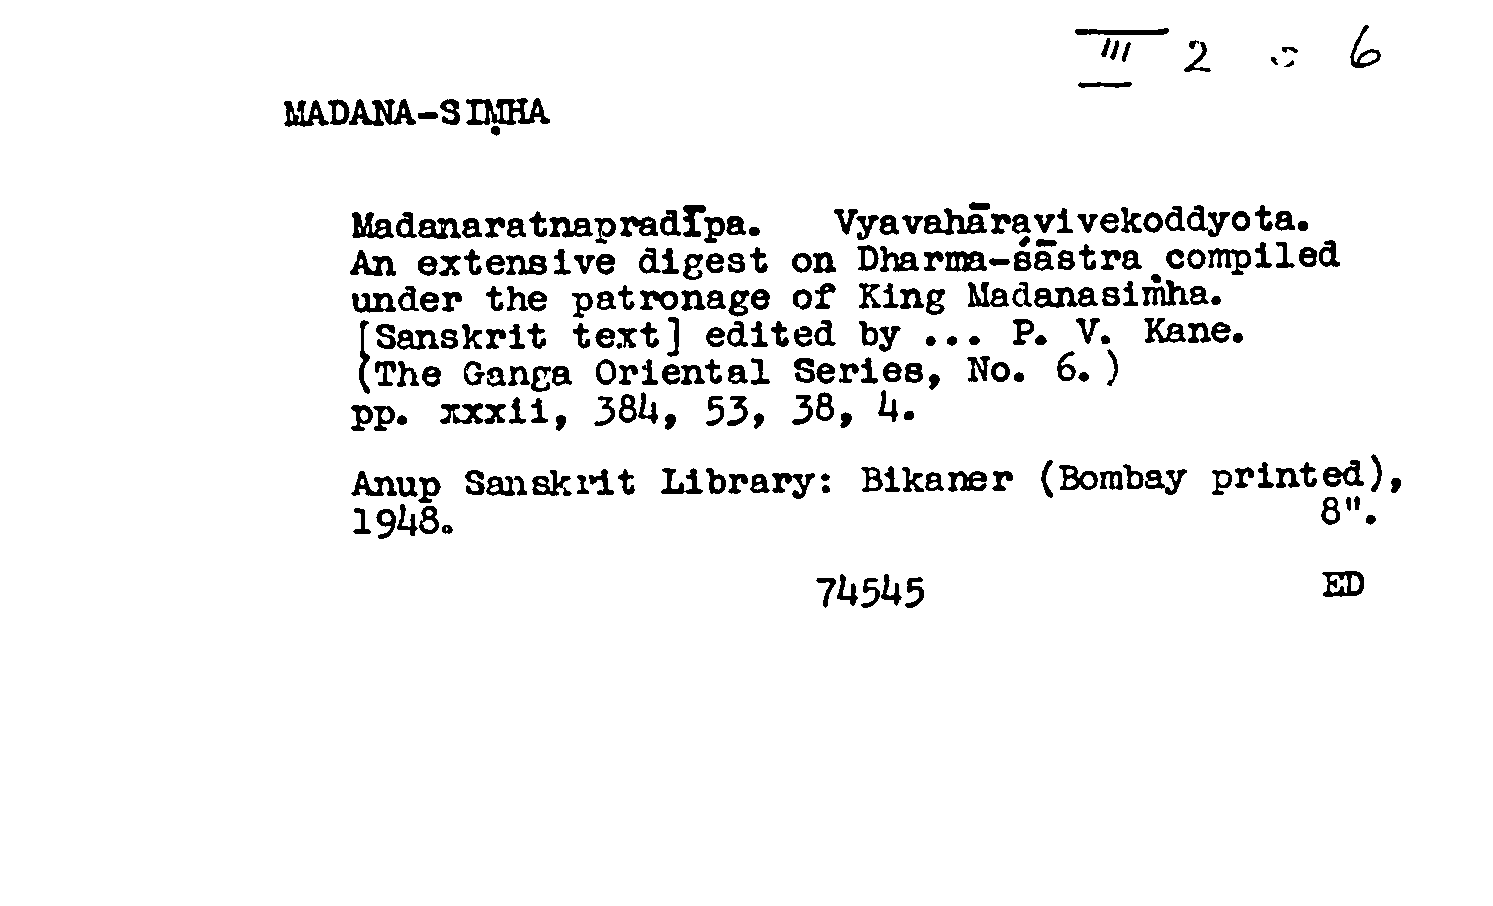 III 2 c 6
MADANA-SIṂHA
Madanaratnapradīpa. Vyavahāravivekoddyota.
An extensive digest on Dharma-śāstra compiled
under the patronage of King Madanasiṁha.
[Sanskrit text] edited by ... P. V. Kane.
(The Ganga Oriental Series, No. 6.)
pp. xxxii, 384, 53, 38, 4.
Anup Sanskrit Library: Bikaner (Bombay printed),
1948. 8".
74545 ED